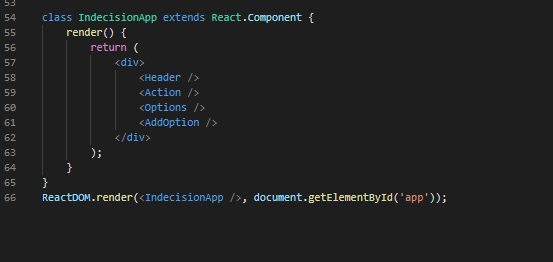 53
54 class IndecisionApp extends React.Component {
55     render() {
56         return (
57             <div>
58                 <Header />
59                 <Action />
60                 <Options />
61                 <AddOption />
62             </div>
63         );
64     }
65 }
66 ReactDOM.render(<IndecisionApp />, document.getElementById('app'));